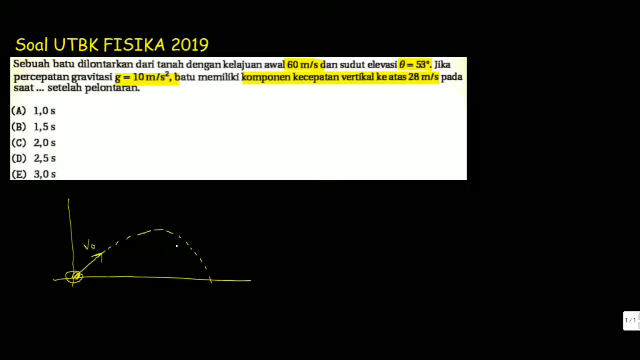 Soal UTBK FISIKA 2019
Sebuah batu dilontarkan dari tanah dengan kelajuan awal 60 m/s dan sudut elevasi θ = 53°. Jika
percepatan gravitasi g = 10 m/s², batu memiliki komponen kecepatan vertikal ke atas 28 m/s pada
saat ... setelah pelontaran.
(A) 1,0 s
(B) 1,5 s
(C) 2,0 s
(D) 2,5 s
(E) 3,0 s
V₀
1/1